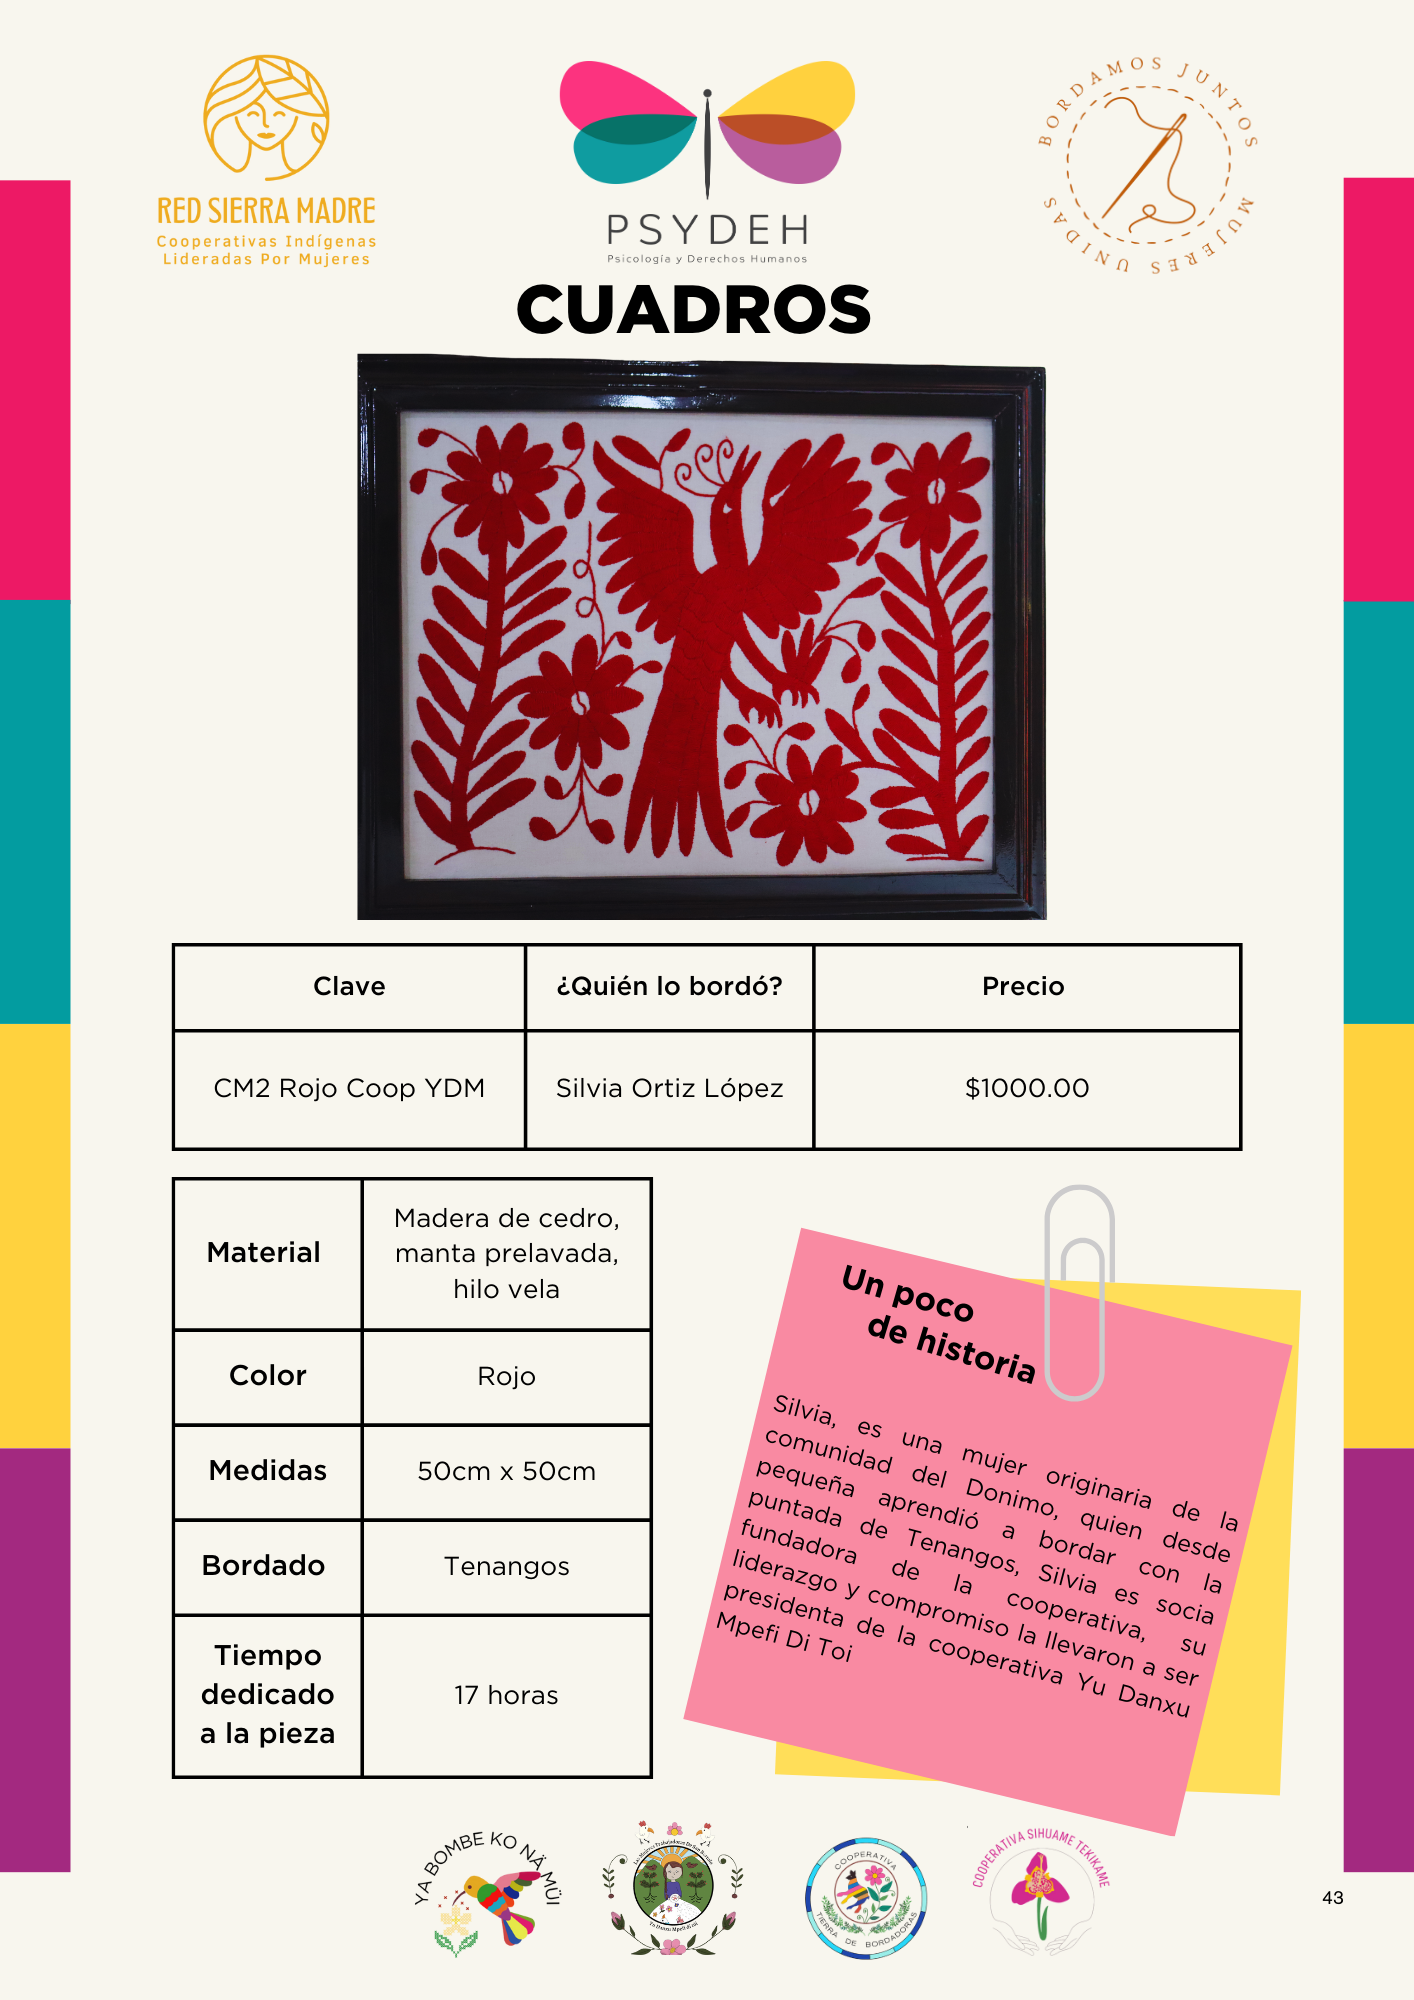 RED SIERRA MADRE
Cooperativas Indígenas
Lideradas Por Mujeres
PSYDEH
Psicología y Derechos Humanos
BORDAMOS JUNTOS
MUJERES UNIDAS
CUADROS
Clave
¿Quién lo bordó?
Precio
CM2 Rojo Coop YDM
Silvia Ortiz López
$1000.00
Material
Madera de cedro,
manta prelavada,
hilo vela
Color
Rojo
Medidas
50cm x 50cm
Bordado
Tenangos
Tiempo
dedicado
a la pieza
17 horas
Un poco
de historia
Silvia, es una mujer originaria de la
comunidad del Donimo, quien desde
pequeña aprendió a bordar con la
puntada de Tenangos, Silvia es socia
fundadora de la cooperativa, su
liderazgo y compromiso la llevaron a ser
presidenta de la cooperativa Yu Danxu
Mpefi Di Toi
YA BOMBE KO NÄ MÜI
COOPERATIVA
TIERRA DE BORDADORAS
COOPERATIVA SIHUAME TEKIKAME
43